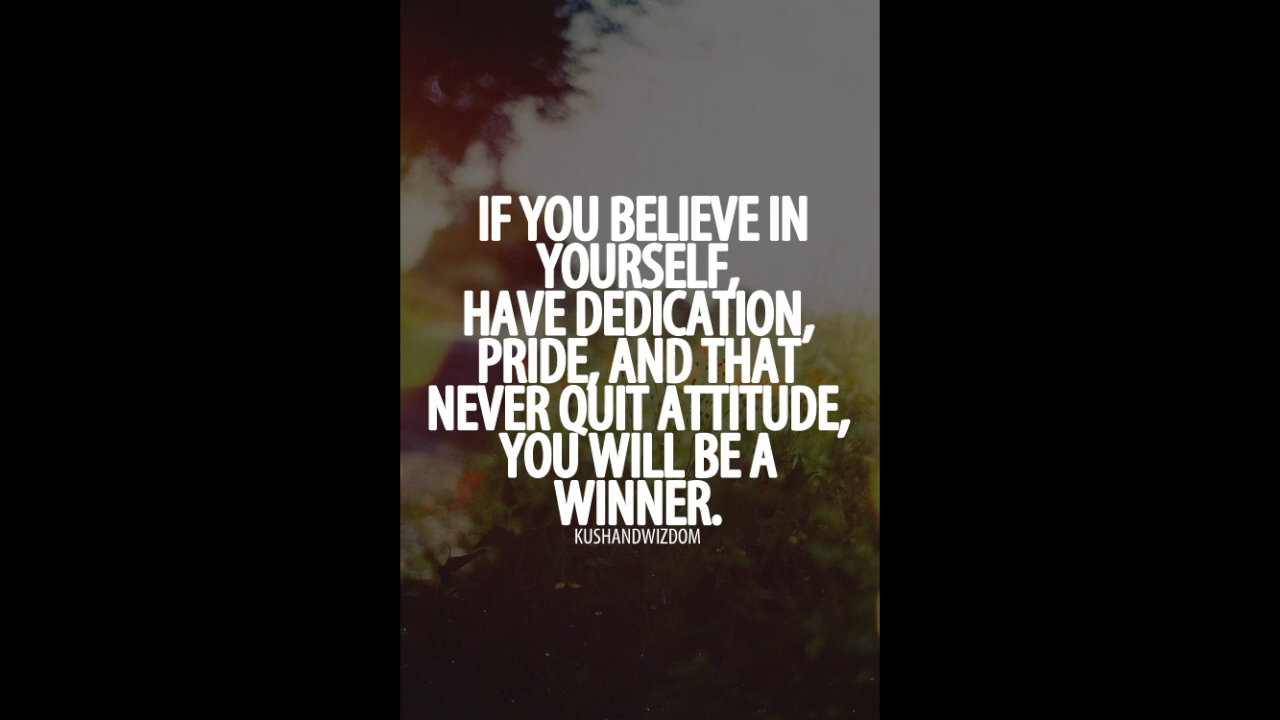 IF YOU BELIEVE IN
YOURSELF,
HAVE DEDICATION,
PRIDE, AND THAT
NEVER QUIT ATTITUDE,
YOU WILL BE A
WINNER.
KUSHANDWIZDOM